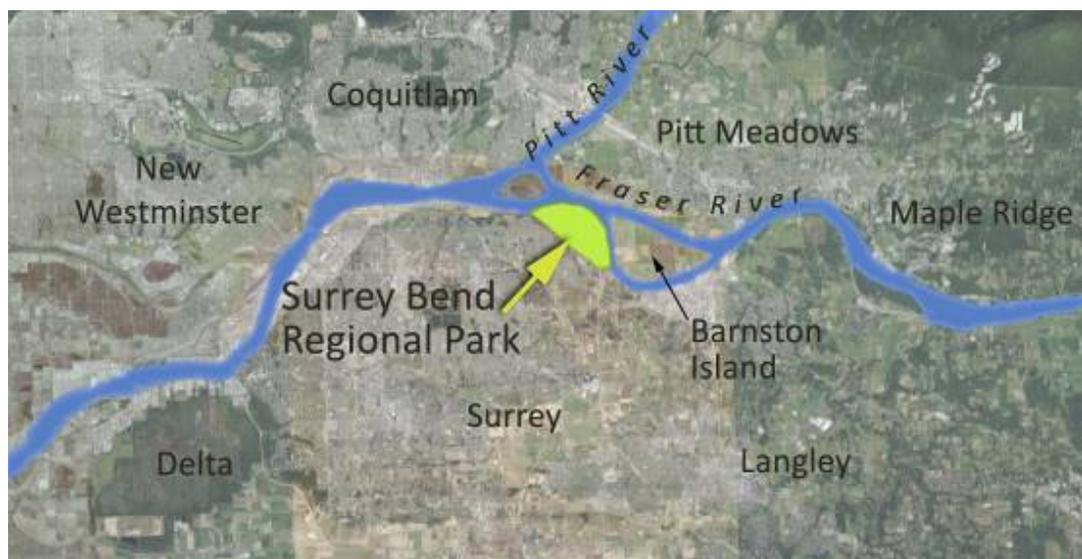 Coquitlam
Pitt River
Pitt Meadows
New
Westminster
Fraser River
Maple Ridge
Surrey Bend
Regional Park
Barnston
Island
Surrey
Delta
Langley